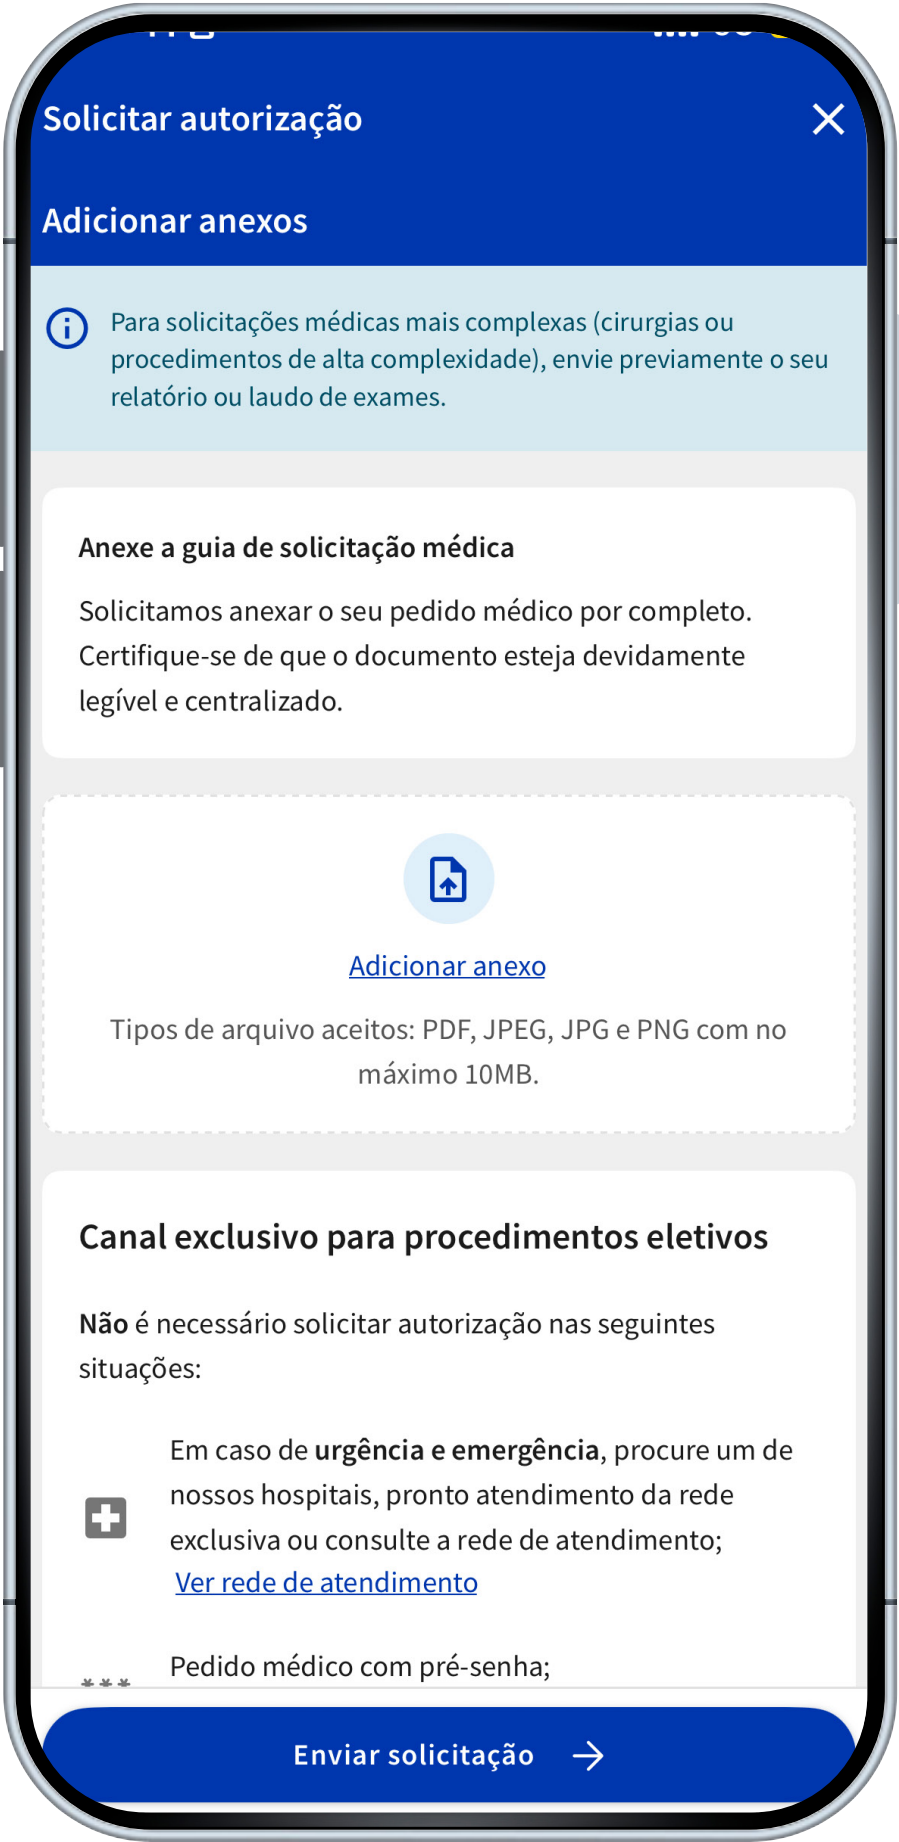 Solicitar autorização
Adicionar anexos
Para solicitações médicas mais complexas (cirurgias ou
procedimentos de alta complexidade), envie previamente o seu
relatório ou laudo de exames.
Anexe a guia de solicitação médica
Solicitamos anexar o seu pedido médico por completo.
Certifique-se de que o documento esteja devidamente
legível e centralizado.
Adicionar anexo
Tipos de arquivo aceitos: PDF, JPEG, JPG e PNG com no
máximo 10MB.
Canal exclusivo para procedimentos eletivos
Não é necessário solicitar autorização nas seguintes
situações:
Em caso de urgência e emergência, procure um de
nossos hospitais, pronto atendimento da rede
exclusiva ou consulte a rede de atendimento;
Ver rede de atendimento
Pedido médico com pré-senha;
Enviar solicitação